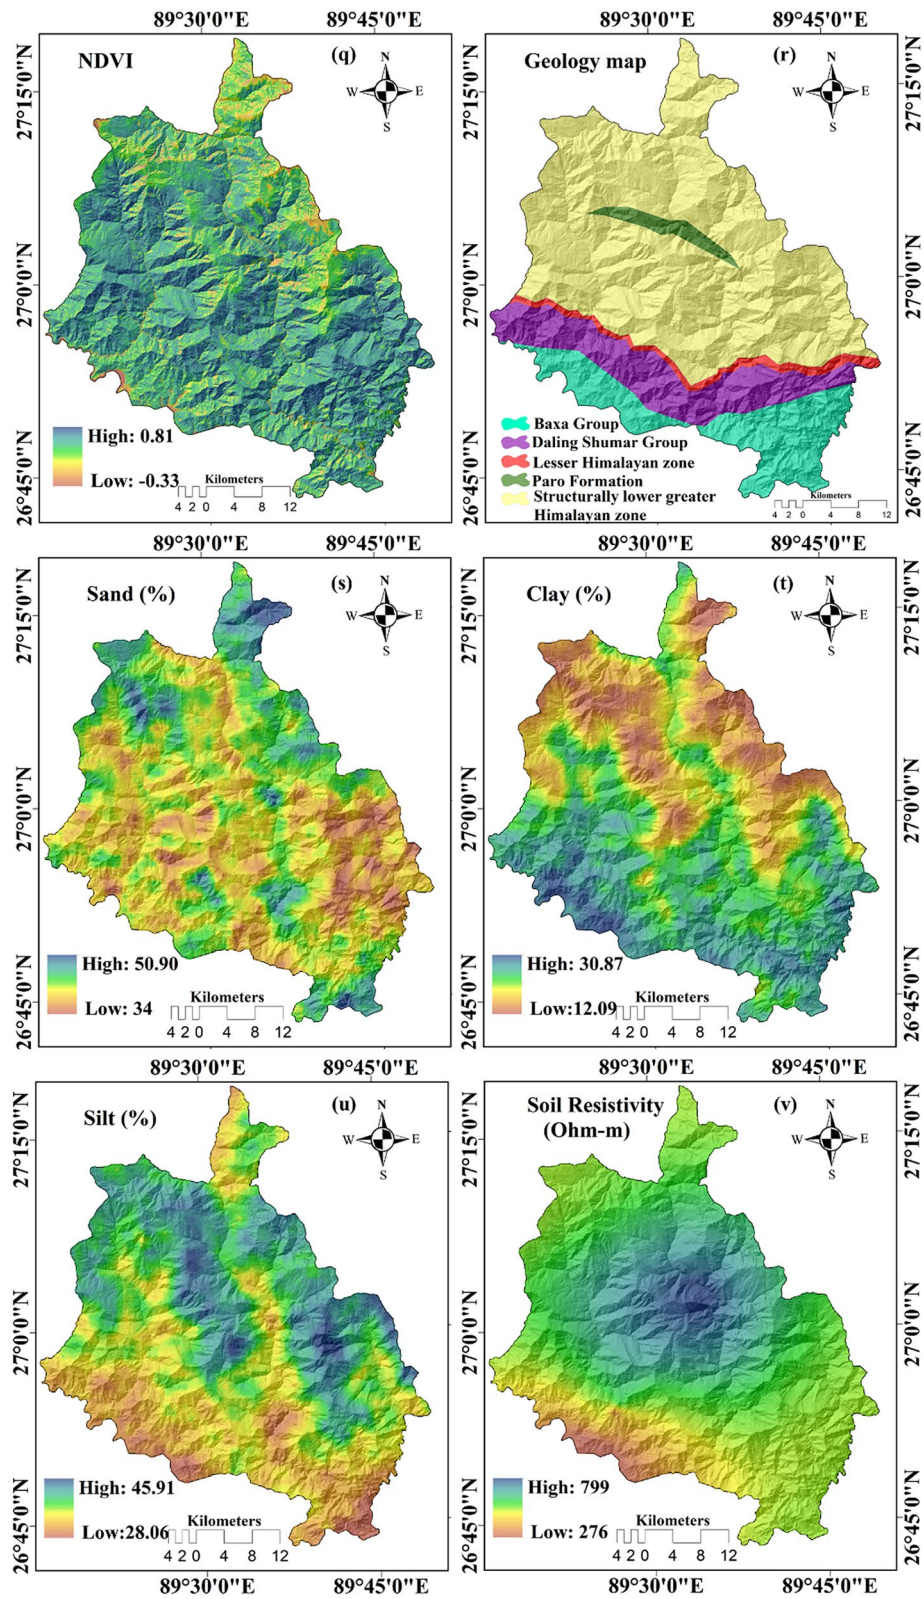 89°30'0"E 89°45'0"E
89°30'0"E 89°45'0"E
NDVI
(q)
N
W E
S
27°15'0"N
27°0'0"N
26°45'0"N
High: 0.81
Low: -0.33
Kilometers
4 2 0 4 8 12
Geology map
(r)
N
W E
S
27°15'0"N
27°0'0"N
26°45'0"N
Baxa Group
Daling Shumar Group
Lesser Himalayan zone
Paro Formation
Structurally lower greater
Himalayan zone
Kilometers
4 2 0 4 8 12
89°30'0"E 89°45'0"E
89°30'0"E 89°45'0"E
Sand (%)
(s)
N
W E
S
27°15'0"N
27°0'0"N
26°45'0"N
High: 50.90
Low: 34
Kilometers
4 2 0 4 8 12
Clay (%)
(t)
N
W E
S
27°15'0"N
27°0'0"N
26°45'0"N
High: 30.87
Low:12.09
Kilometers
4 2 0 4 8 12
89°30'0"E 89°45'0"E
89°30'0"E 89°45'0"E
Silt (%)
(u)
N
W E
S
27°15'0"N
27°0'0"N
26°45'0"N
High: 45.91
Low:28.06
Kilometers
4 2 0 4 8 12
Soil Resistivity
(Ohm-m)
(v)
N
W E
S
27°15'0"N
27°0'0"N
26°45'0"N
High: 799
Low: 276
Kilometers
4 2 0 4 8 12
89°30'0"E 89°45'0"E
89°30'0"E 89°45'0"E